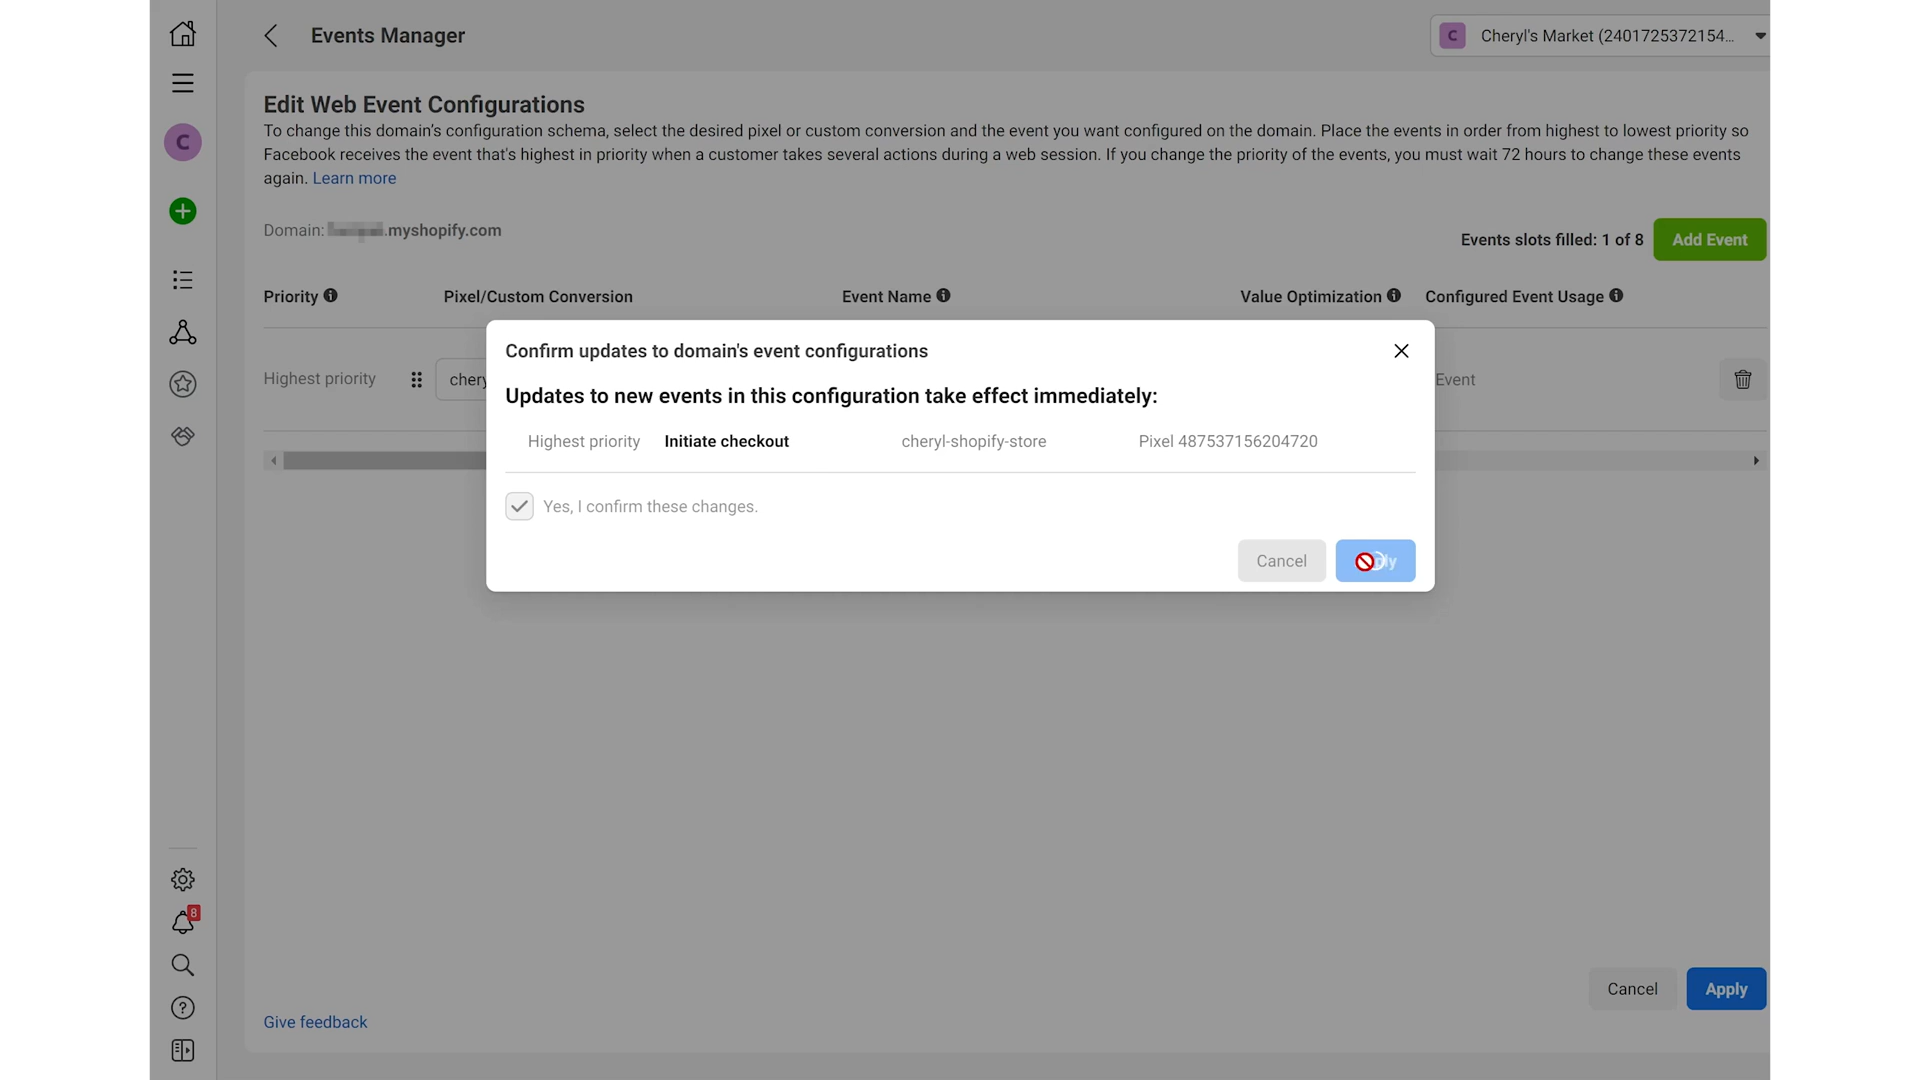 Events Manager
C Cheryl's Market (2401725372154...
Edit Web Event Configurations
To change this domain's configuration schema, select the desired pixel or custom conversion and the event you want configured on the domain. Place the events in order from highest to lowest priority so
Facebook receives the event that's highest in priority when a customer takes several actions during a web session. If you change the priority of the events, you must wait 72 hours to change these events
again. Learn more
C
Domain: .myshopify.com
Events slots filled: 1 of 8 Add Event
Priority Pixel/Custom Conversion Event Name Value Optimization Configured Event Usage
Confirm updates to domain's event configurations
Highest priority Event
Updates to new events in this configuration take effect immediately:
Highest priority Initiate checkout cheryl-shopify-store Pixel 487537156204720
Yes, I confirm these changes.
Cancel
8
Cancel Apply
Give feedback